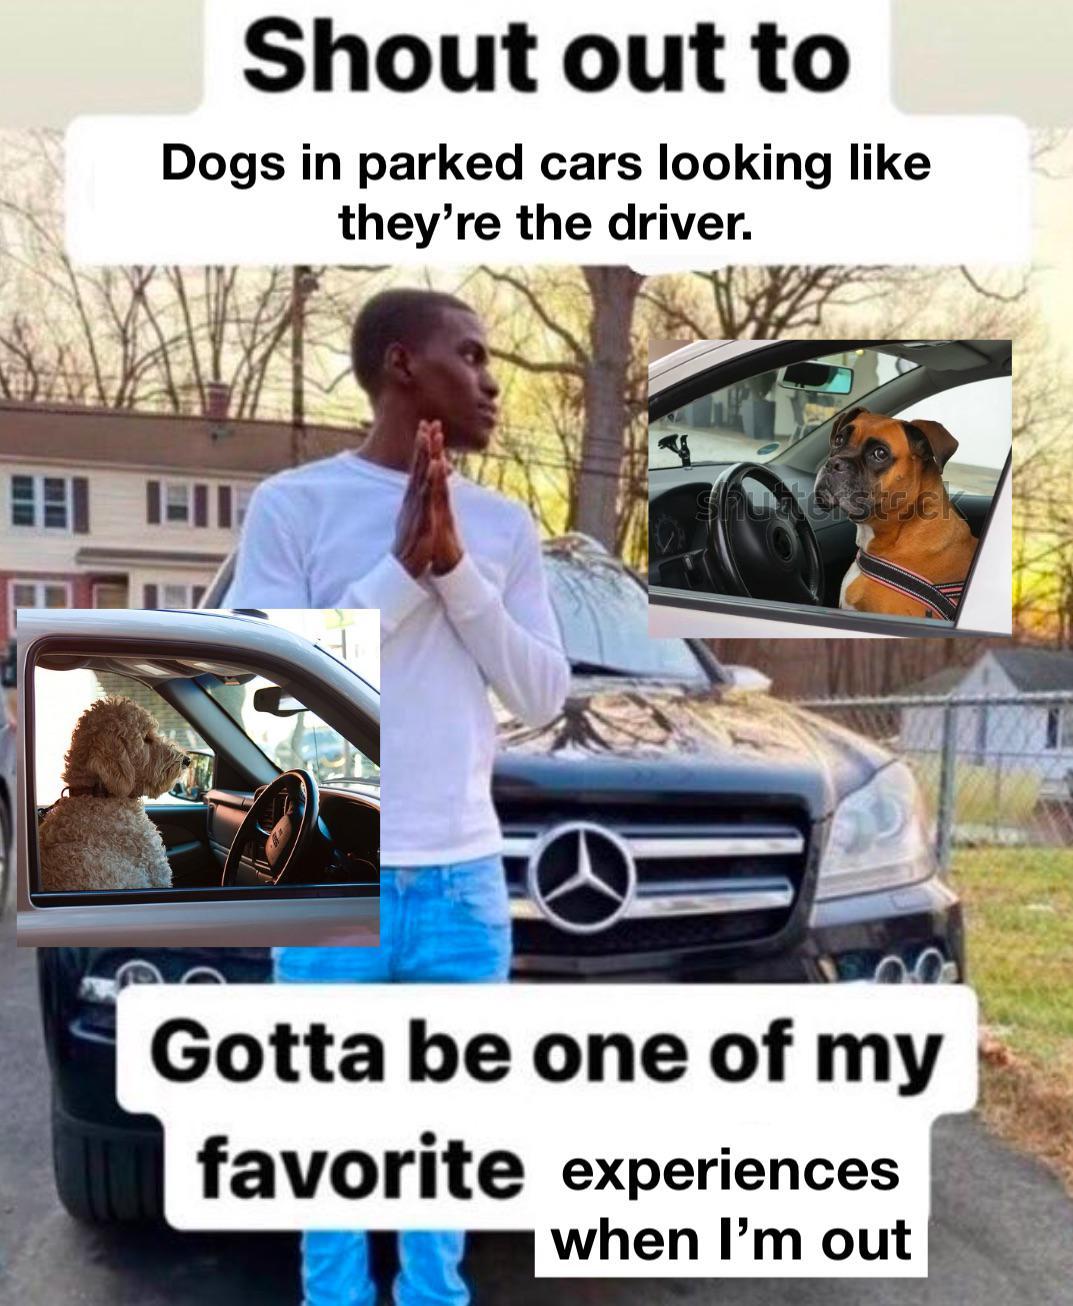 Shout out to
Dogs in parked cars looking like
they’re the driver.
shutterstock
Gotta be one of my
favorite experiences
when I’m out